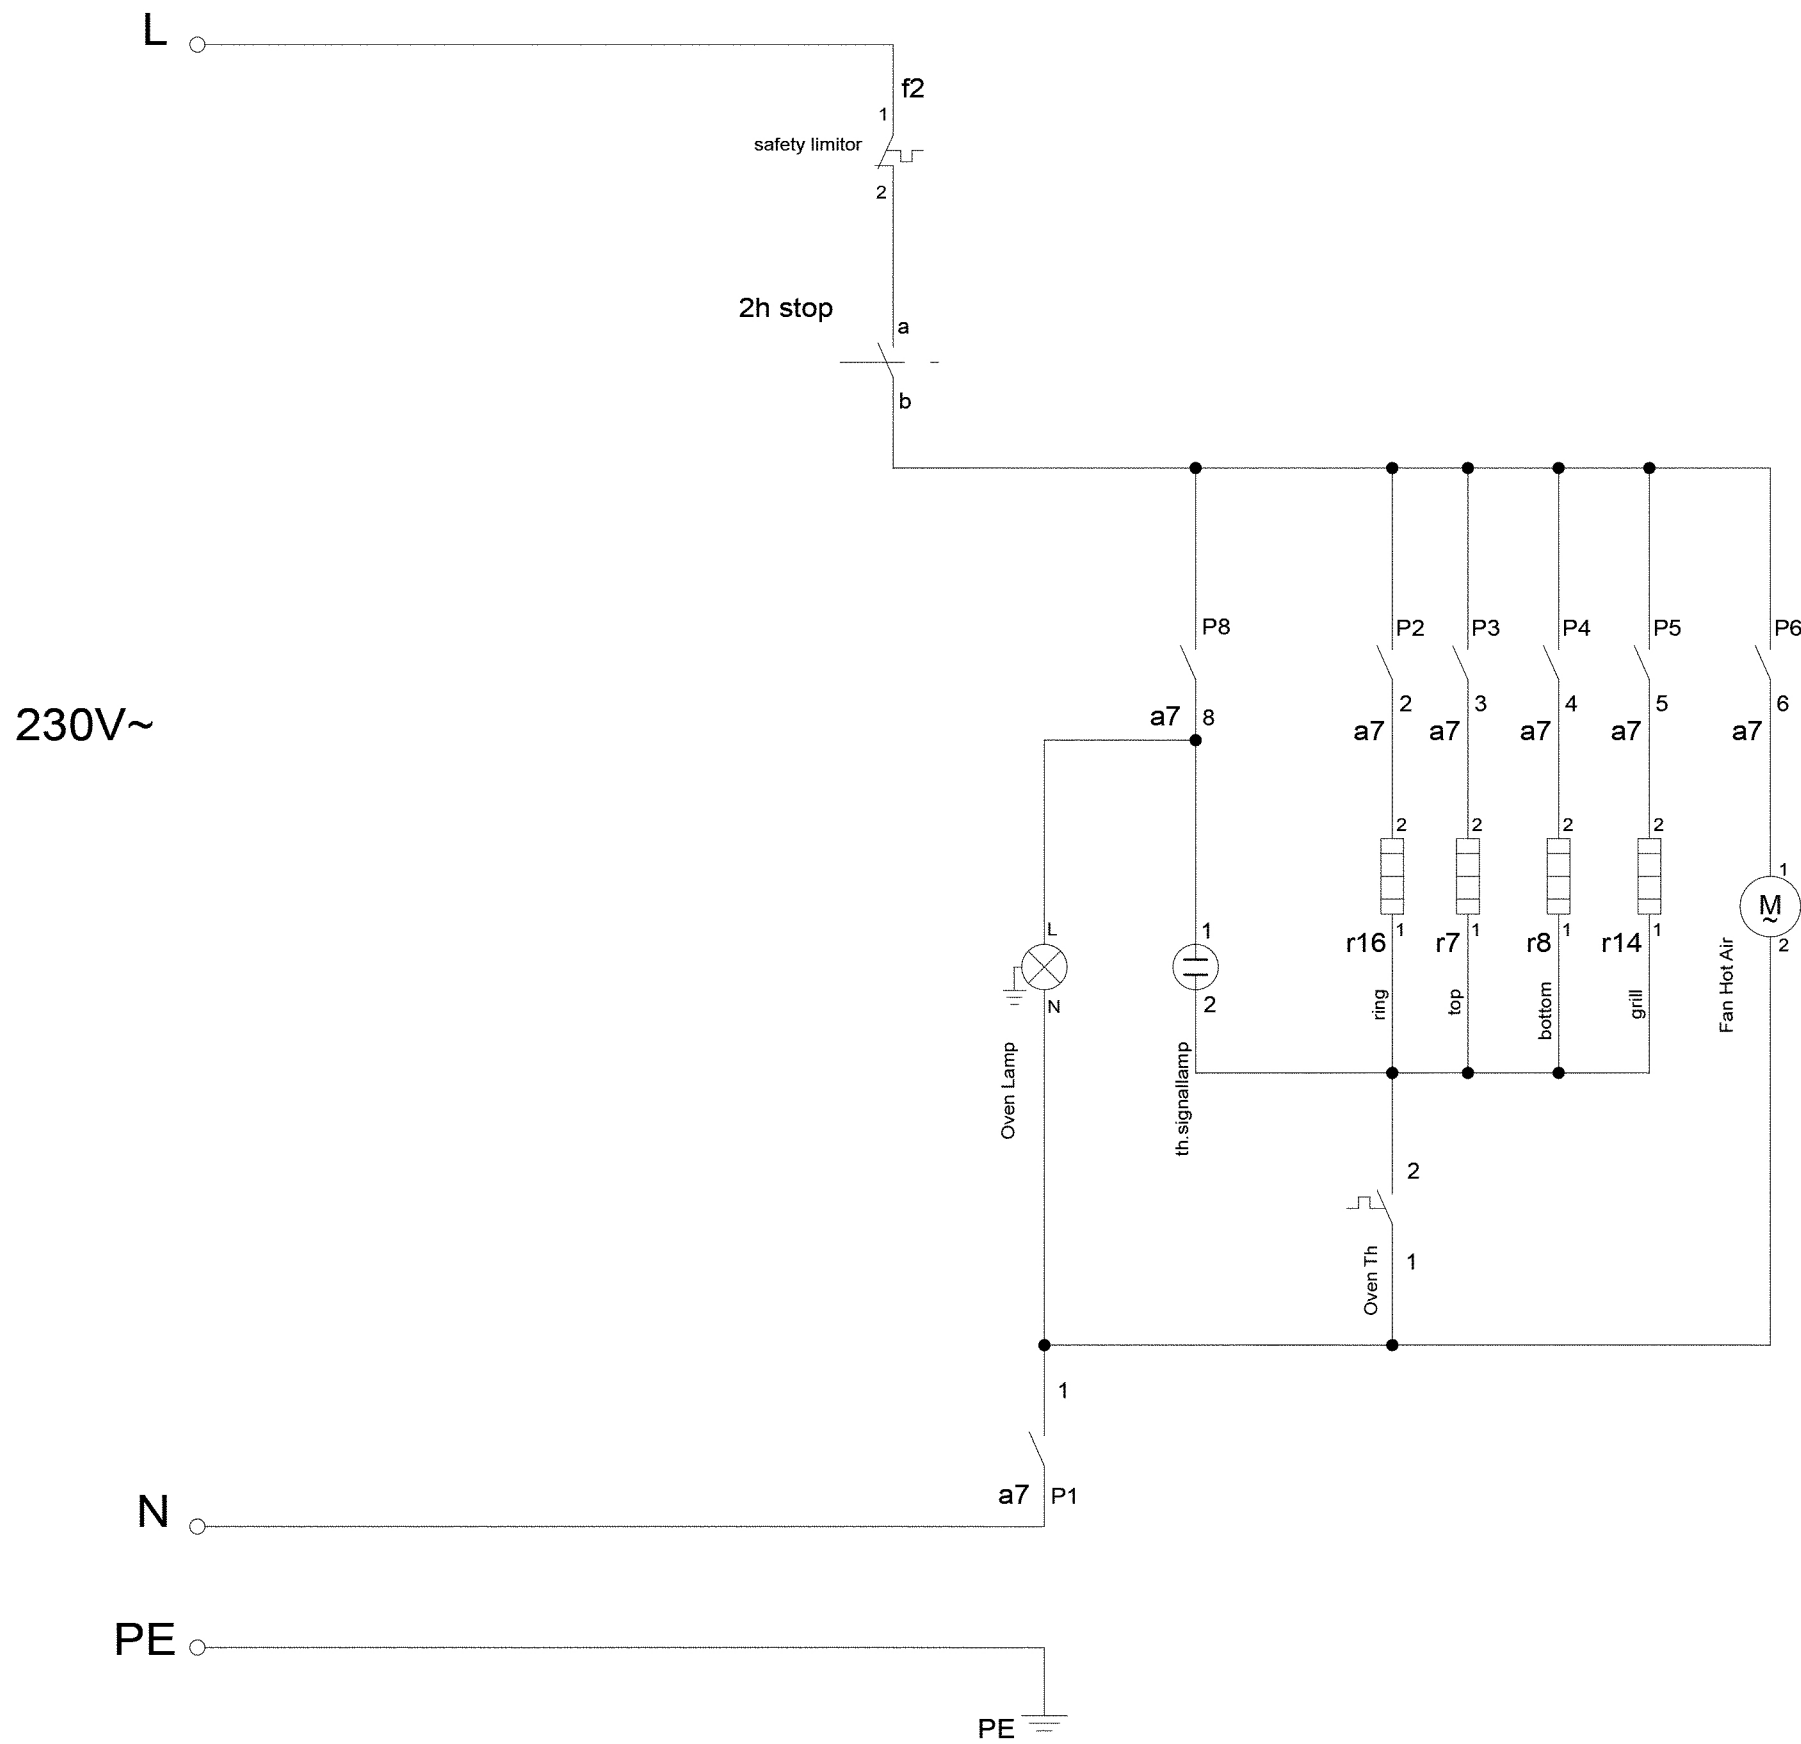 L
f2
1
safety limitor
2
2h stop
a
b
P8
P2
P3
P4
P5
P6
230V~
a7
8
2
a7
3
a7
4
a7
5
a7
6
a7
2
2
2
2
1
M
~
2
L
N
Oven Lamp
1
2
th.signallamp
r16
1
ring
r7
1
top
r8
1
bottom
r14
1
grill
Fan Hot Air
2
Oven Th
1
1
a7
P1
N
PE
PE